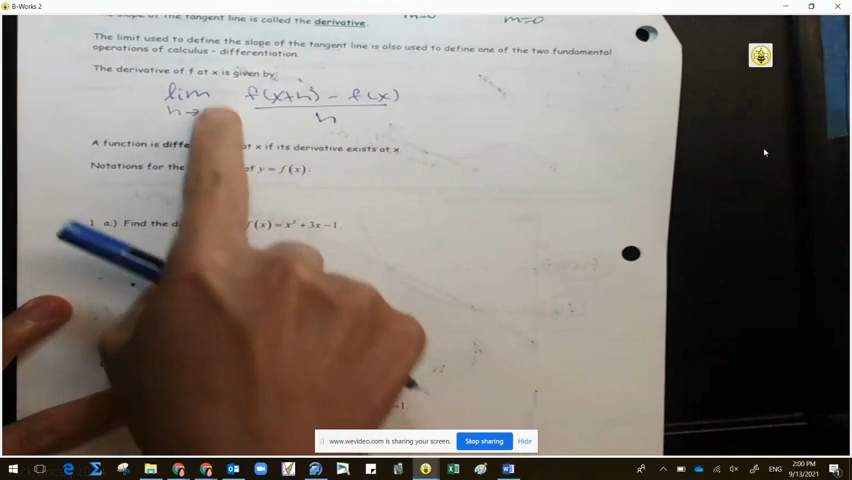 B-Works 2
the slope of the tangent line is called the derivative.
m=0
m=0
The limit used to define the slope of the tangent line is also used to define one of the two fundamental
operations of calculus – differentiation.
The derivative of f at x is given by
lim f(x+h) - f(x)
h→ h
A function is at x if its derivative exists at x
Notations for the of y = f(x):
1 a.) Find the f(x) = x² + 3x – 1.
www.wevideo.com is sharing your screen. Stop sharing Hide
2:00 PM
9/13/2021